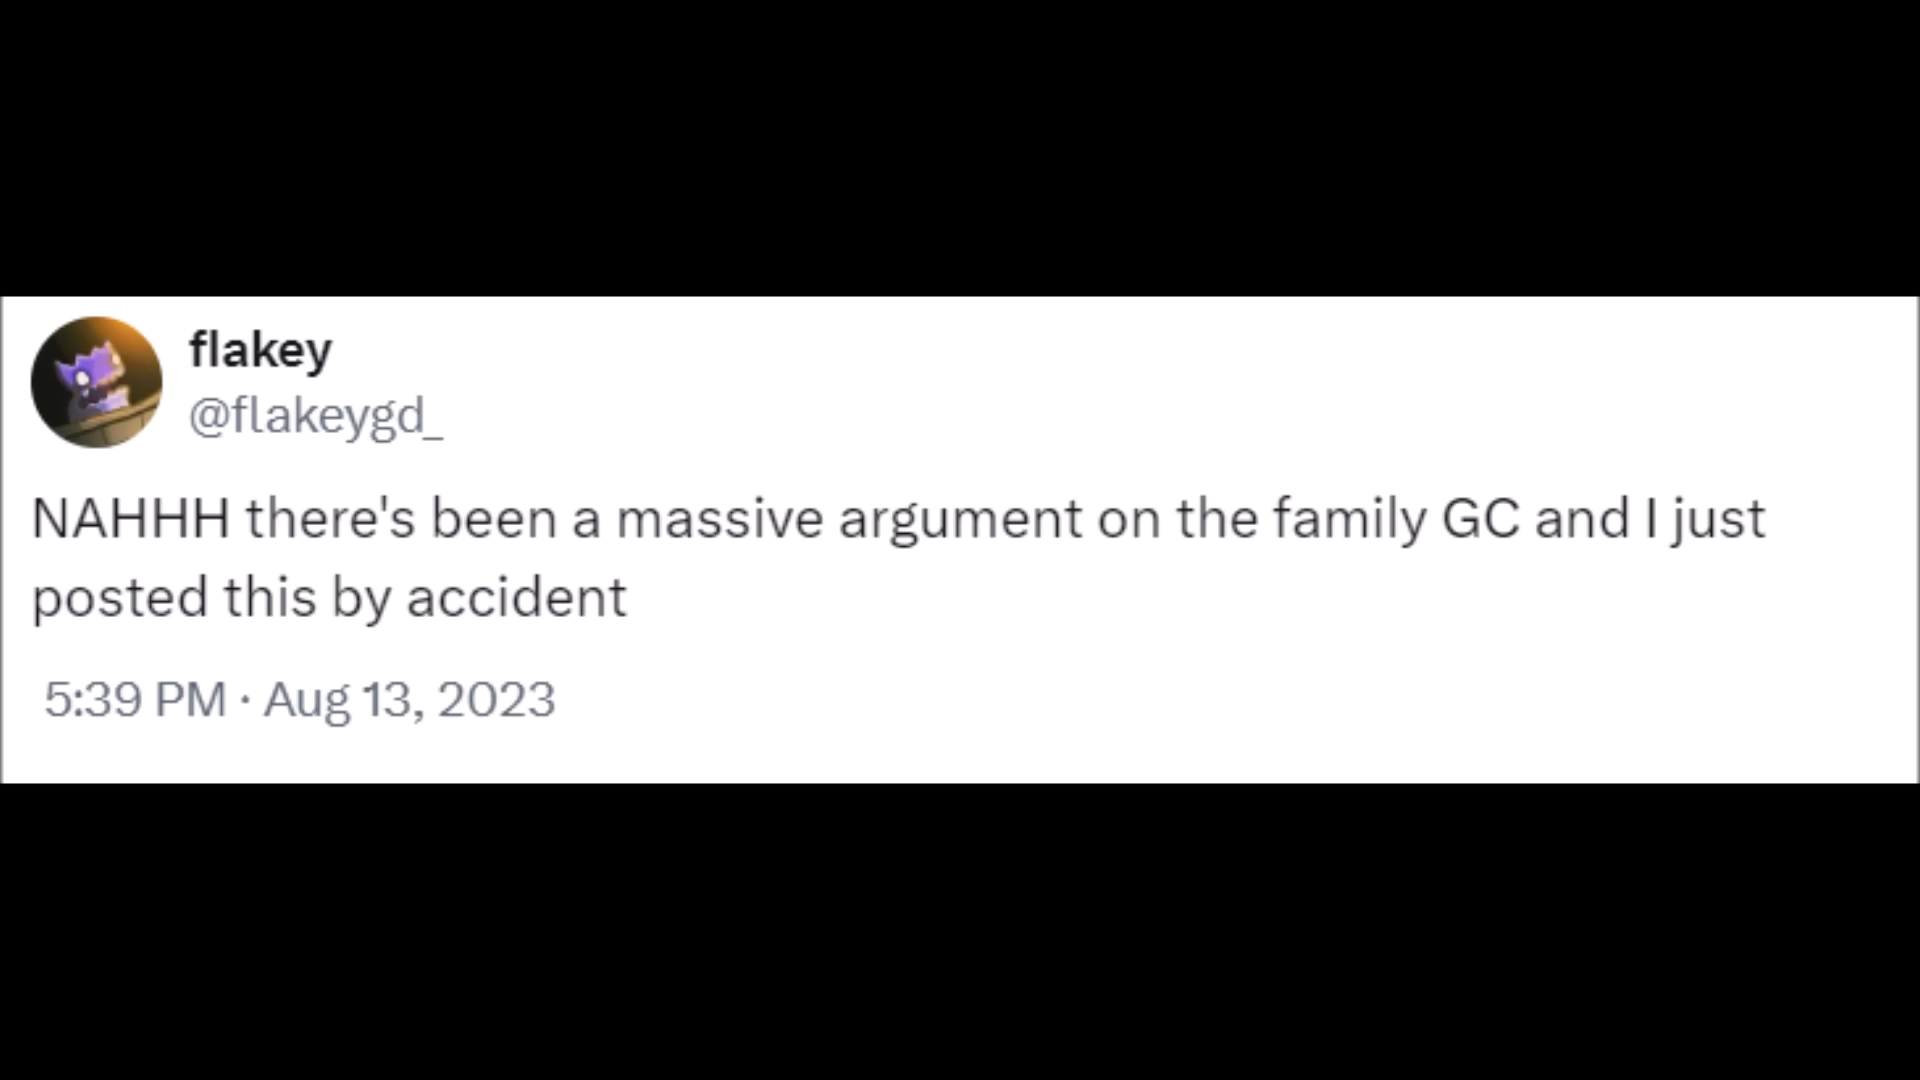 flakey
@flakeygd_
NAHHH there's been a massive argument on the family GC and I just
posted this by accident
5:39 PM · Aug 13, 2023